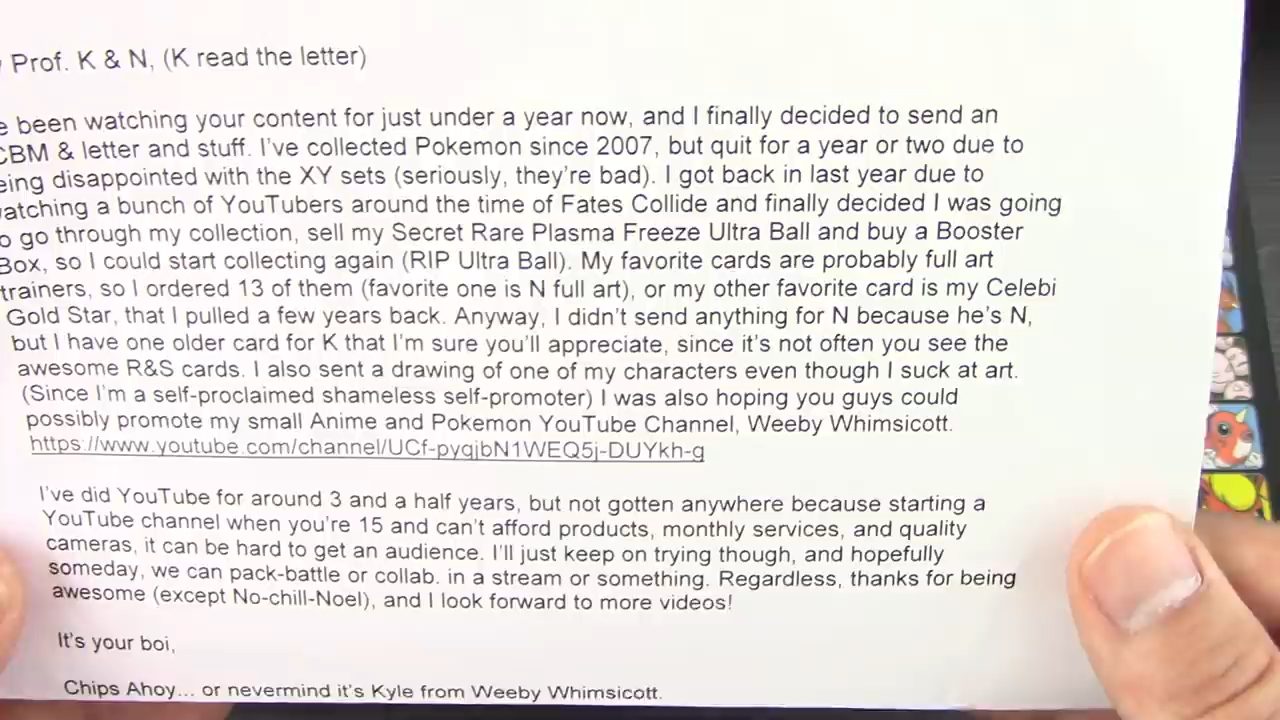 Prof. K & N, (K read the letter)
e been watching your content for just under a year now, and I finally decided to send an
CBM & letter and stuff. I've collected Pokemon since 2007, but quit for a year or two due to
eing disappointed with the XY sets (seriously, they're bad). I got back in last year due to
atching a bunch of YouTubers around the time of Fates Collide and finally decided I was going
o go through my collection, sell my Secret Rare Plasma Freeze Ultra Ball and buy a Booster
Box, so I could start collecting again (RIP Ultra Ball). My favorite cards are probably full art
trainers, so I ordered 13 of them (favorite one is N full art), or my other favorite card is my Celebi
Gold Star, that I pulled a few years back. Anyway, I didn't send anything for N because he's N,
but I have one older card for K that I'm sure you'll appreciate, since it's not often you see the
awesome R&S cards. I also sent a drawing of one of my characters even though I suck at art.
(Since I'm a self-proclaimed shameless self-promoter) I was also hoping you guys could
possibly promote my small Anime and Pokemon YouTube Channel, Weeby Whimsicott.
https://www.youtube.com/channel/UCf-pyqjbN1WEQ5j-DUYkh-g
I've did YouTube for around 3 and a half years, but not gotten anywhere because starting a
YouTube channel when you're 15 and can't afford products, monthly services, and quality
cameras, it can be hard to get an audience. I'll just keep on trying though, and hopefully
someday, we can pack-battle or collab. in a stream or something. Regardless, thanks for being
awesome (except No-chill-Noel), and I look forward to more videos!
It's your boi,
Chips Ahoy... or nevermind it's Kyle from Weeby Whimsicott.